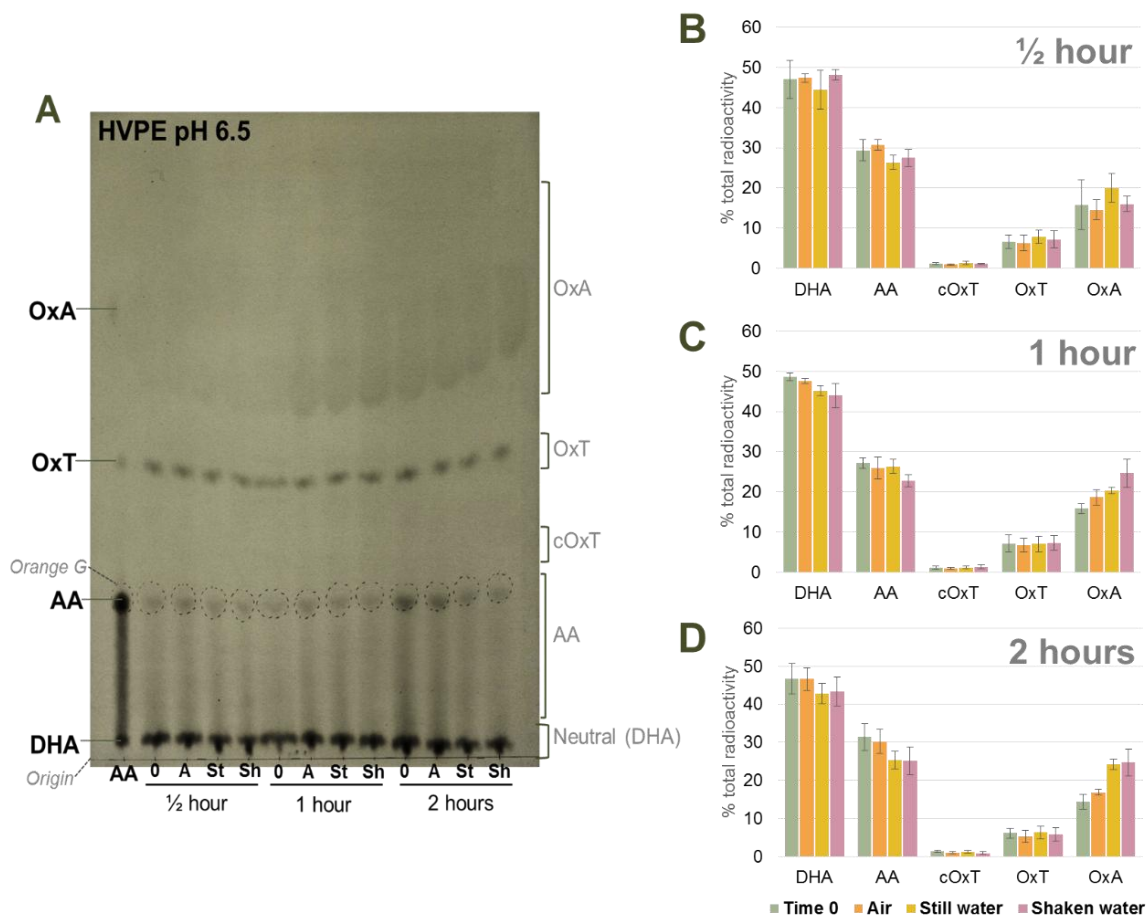 A
HVPE pH 6.5
OxA
OxT
Orange G
AA
DHA
Origin
OxA
OxT
cOxT
AA
Neutral (DHA)
AA 0 A St Sh 0 A St Sh 0 A St Sh
½ hour 1 hour 2 hours
B
½ hour
% total radioactivity
60
50
40
30
20
10
0
DHA AA cOxT OxT OxA
C
1 hour
% total radioactivity
60
50
40
30
20
10
0
DHA AA cOxT OxT OxA
D
2 hours
% total radioactivity
60
50
40
30
20
10
0
DHA AA cOxT OxT OxA
Time 0 Air Still water Shaken water